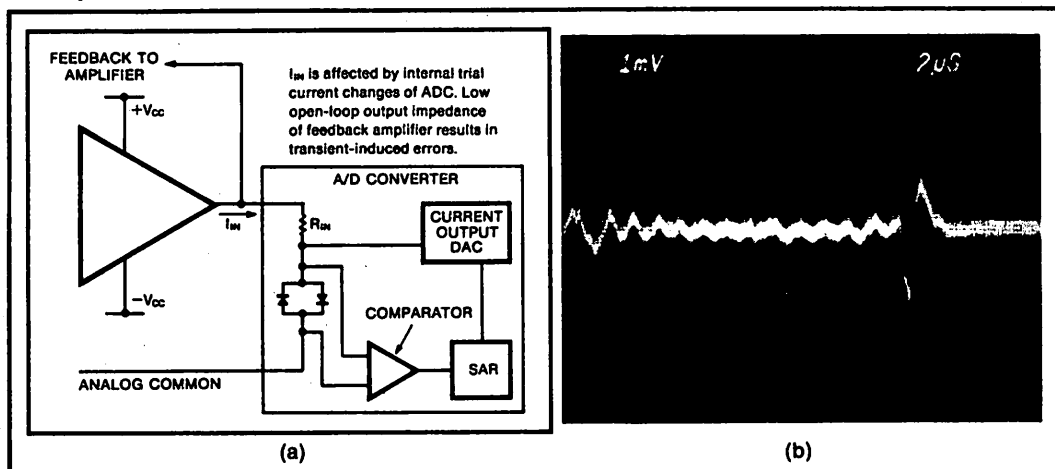 FEEDBACK TO
AMPLIFIER
+VCC
IIN is affected by internal trial
current changes of ADC. Low
open-loop output impedance
of feedback amplifier results in
transient-induced errors.
A/D CONVERTER
IIN
RIN
CURRENT
OUTPUT
DAC
-VCC
COMPARATOR
SAR
ANALOG COMMON
(a)
1mV
2µS
(b)